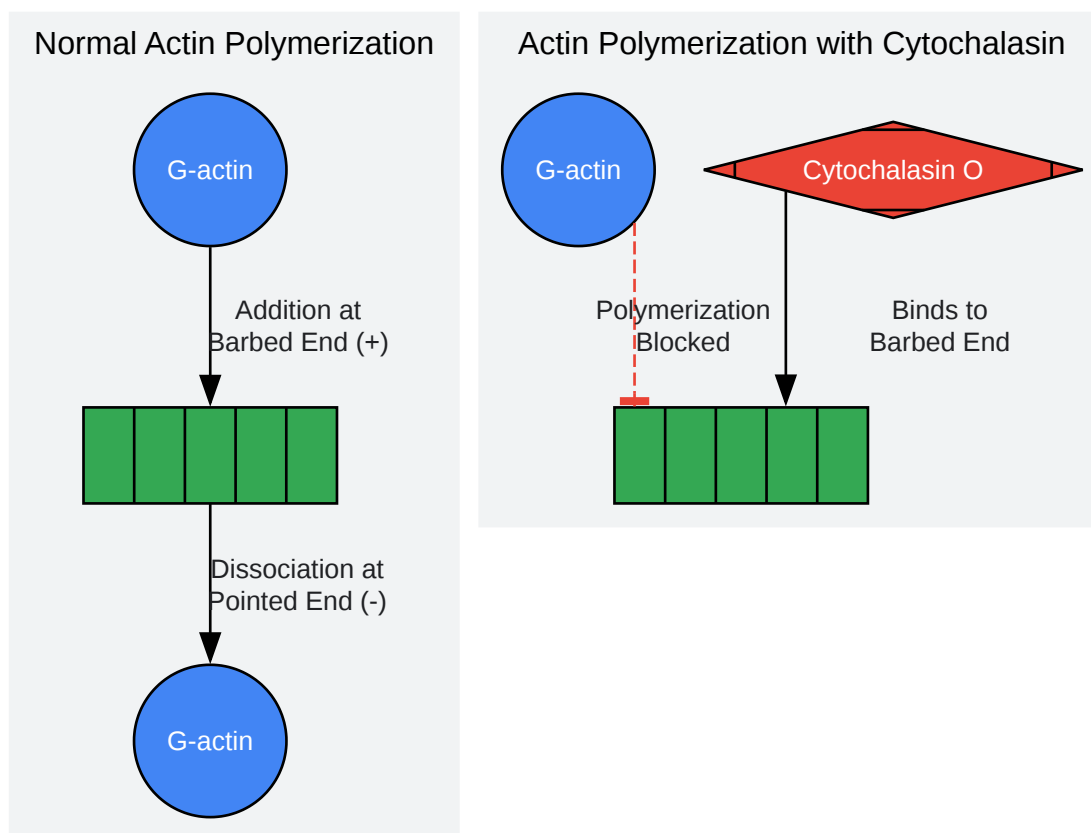 Normal Actin Polymerization
G-actin
Addition at
Barbed End (+)
Dissociation at
Pointed End (-)
G-actin
Actin Polymerization with Cytochalasin
G-actin
Cytochalasin O
Polymerization
Blocked
Binds to
Barbed End